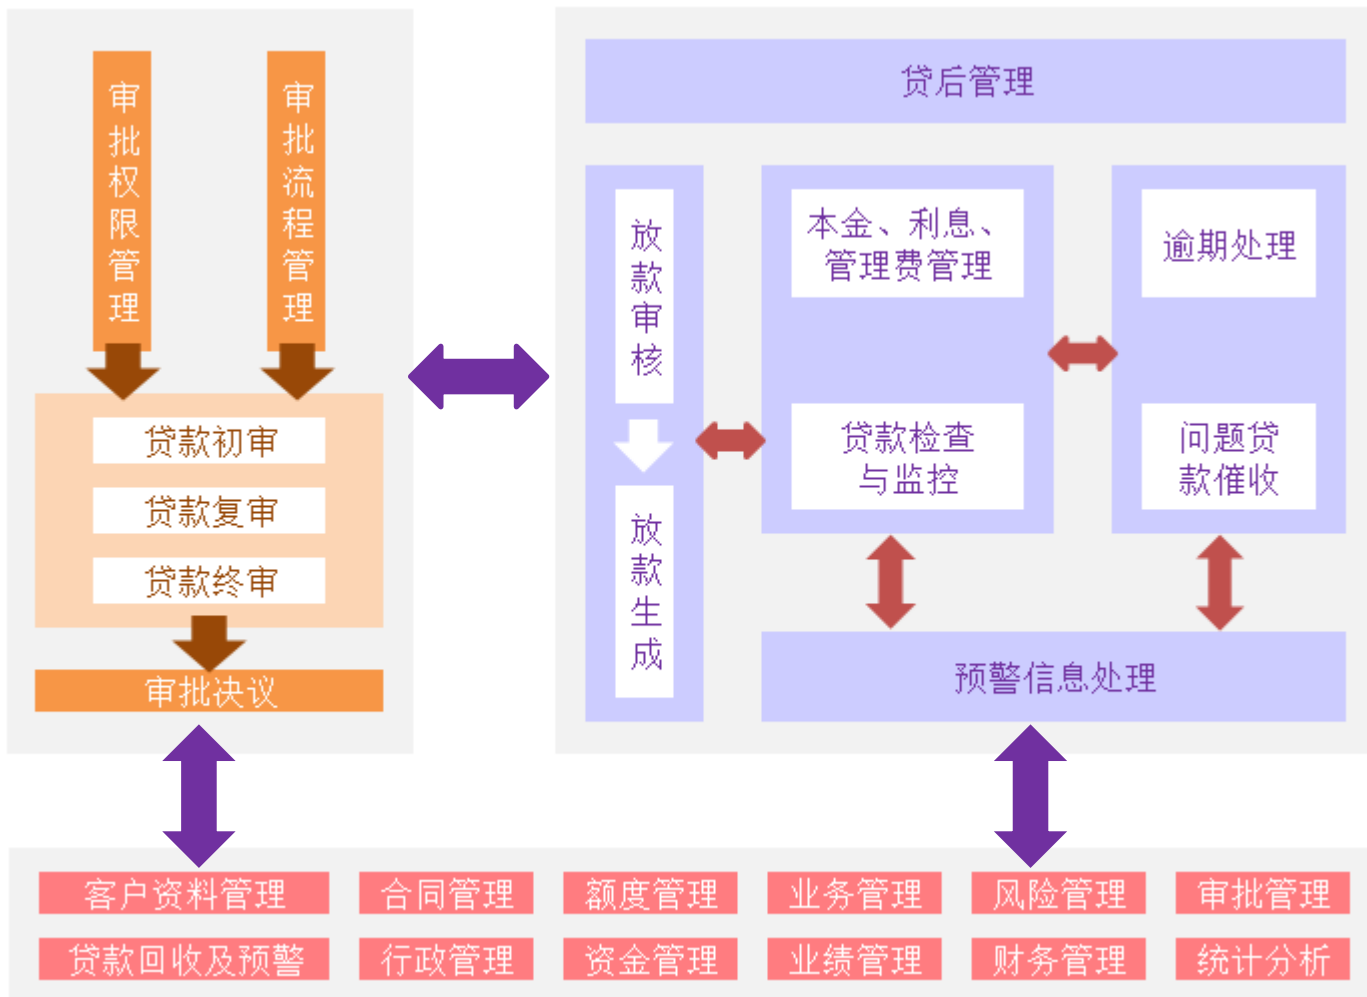 审批权限管理
审批流程管理
贷款初审
贷款复审
贷款终审
审批决议
贷后管理
放款审核
放款生成
本金、利息、
管理费管理
贷款检查
与监控
逾期处理
问题贷
款催收
预警信息处理
客户资料管理
合同管理
额度管理
业务管理
风险管理
审批管理
贷款回收及预警
行政管理
资金管理
业绩管理
财务管理
统计分析